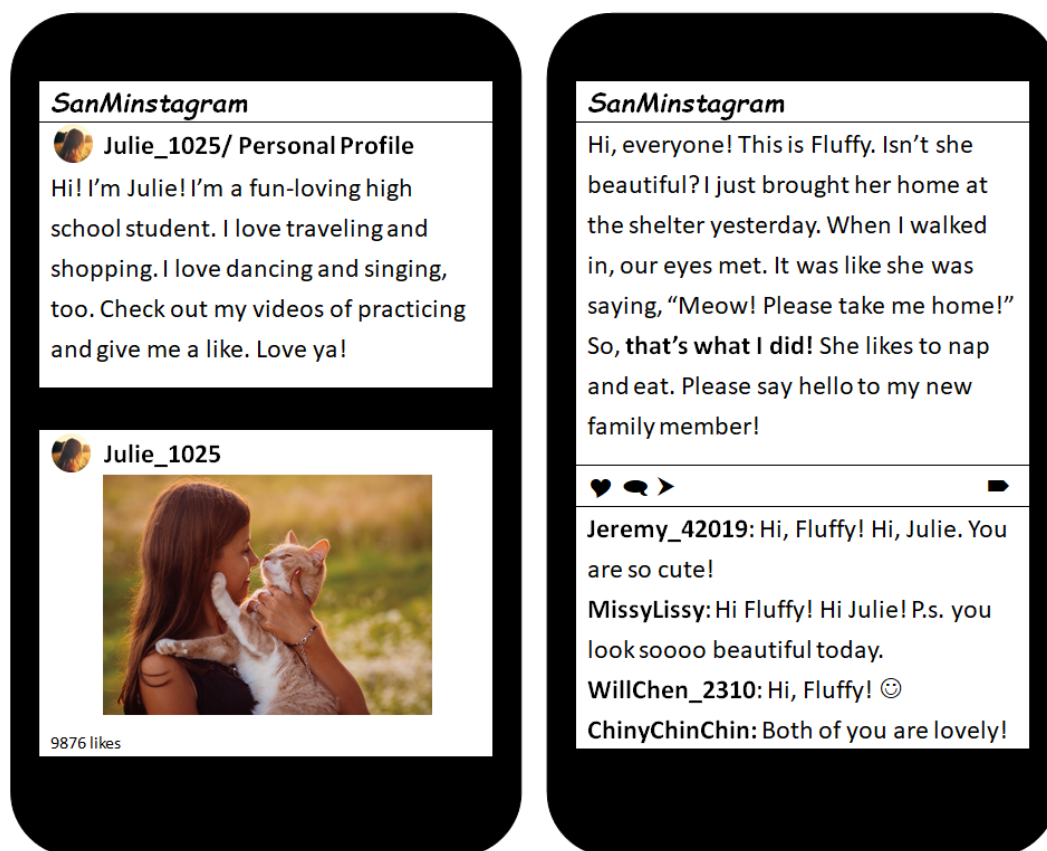 SanMinstagram
Julie_1025/ Personal Profile
Hi! I’m Julie! I’m a fun-loving high
school student. I love traveling and
shopping. I love dancing and singing,
too. Check out my videos of practicing
and give me a like. Love ya!
Julie_1025
9876 likes
SanMinstagram
Hi, everyone! This is Fluffy. Isn’t she
beautiful? I just brought her home at
the shelter yesterday. When I walked
in, our eyes met. It was like she was
saying, “Meow! Please take me home!”
So, that’s what I did! She likes to nap
and eat. Please say hello to my new
family member!
Jeremy_42019: Hi, Fluffy! Hi, Julie. You
are so cute!
MissyLissy: Hi Fluffy! Hi Julie! P.s. you
look soooo beautiful today.
WillChen_2310: Hi, Fluffy! ☺
ChinyChinChin: Both of you are lovely!